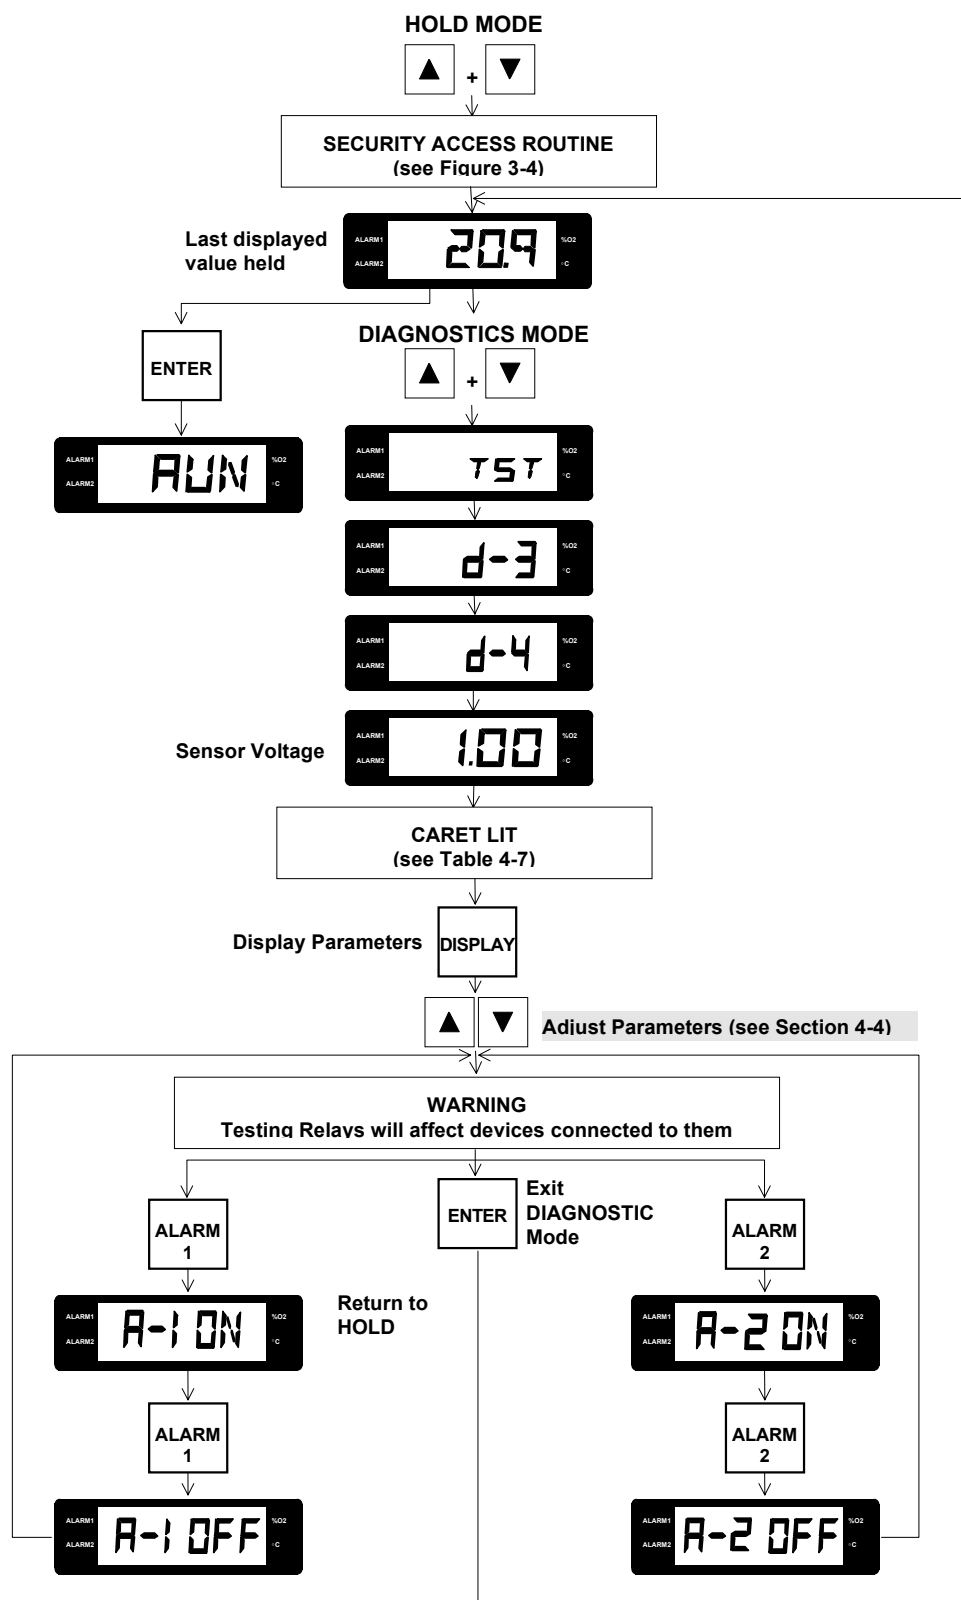 HOLD MODE
▲ + ▼
SECURITY ACCESS ROUTINE
(see Figure 3-4)
Last displayed
value held
ALARM1 20.9 %O2
ALARM2 °C
DIAGNOSTICS MODE
ENTER
▲ + ▼
ALARM1 AUN %O2
ALARM2 °C
ALARM1 TST %O2
ALARM2 °C
ALARM1 d-3 %O2
ALARM2 °C
ALARM1 d-4 %O2
ALARM2 °C
Sensor Voltage
ALARM1 1.00 %O2
ALARM2 °C
CARET LIT
(see Table 4-7)
Display Parameters
DISPLAY
▲ ▼
Adjust Parameters (see Section 4-4)
WARNING
Testing Relays will affect devices connected to them
ALARM
1
ENTER
Exit
DIAGNOSTIC
Mode
ALARM
2
ALARM1 A-1 ON %O2
ALARM2 °C
Return to
HOLD
ALARM1 A-2 ON %O2
ALARM2 °C
ALARM
1
ALARM
2
ALARM1 A-1 OFF %O2
ALARM2 °C
ALARM1 A-2 OFF %O2
ALARM2 °C